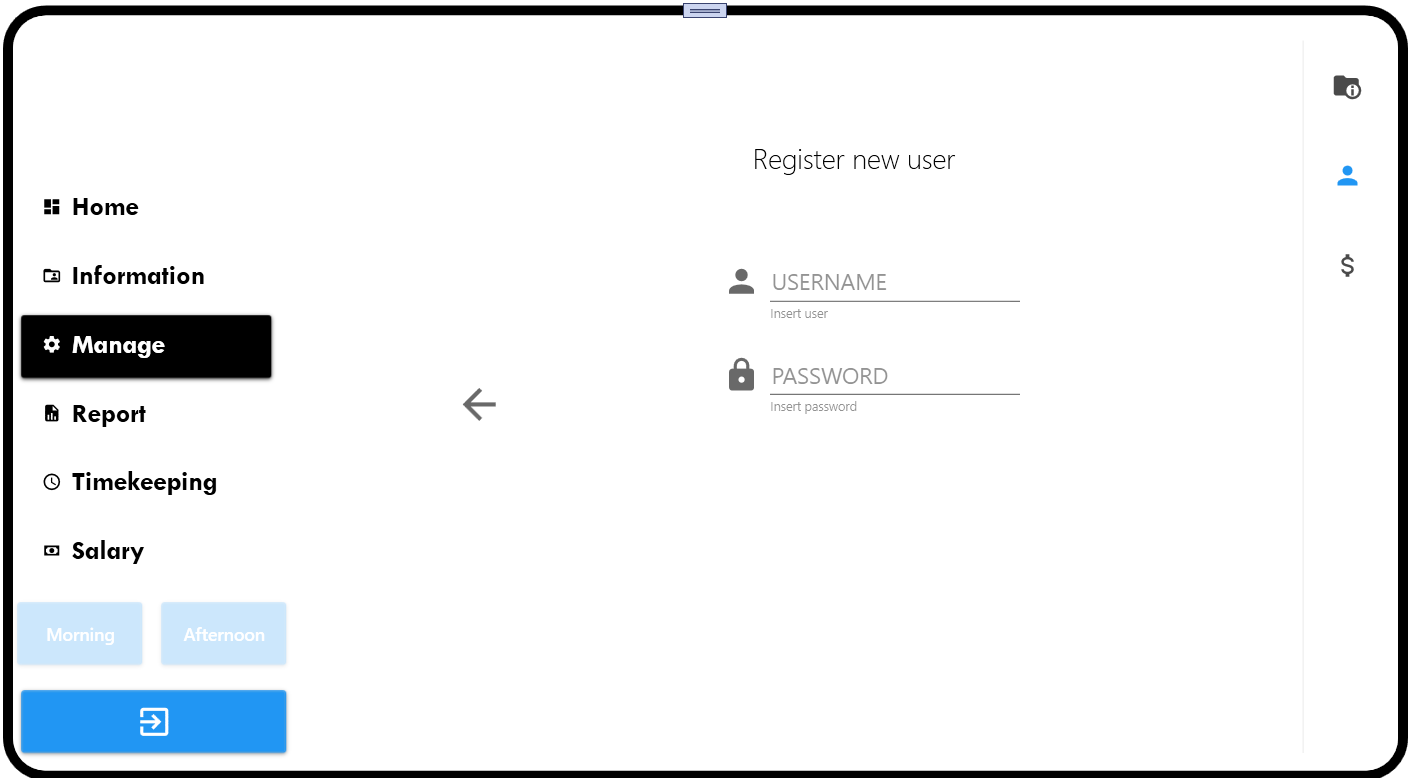 Home
Information
Manage
Report
Timekeeping
Salary
Morning
Afternoon
Register new user
USERNAME
Insert user
PASSWORD
Insert password
$